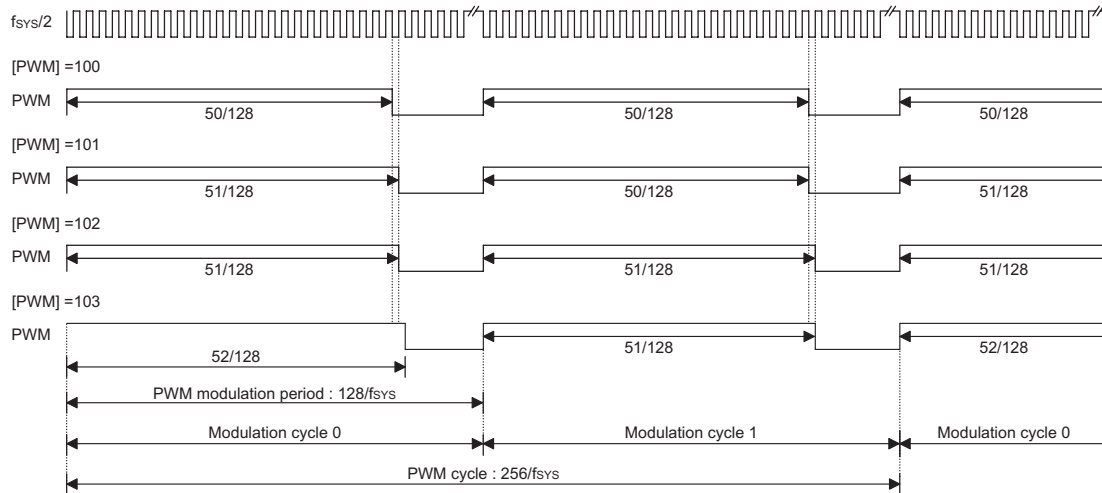 fSYS/2
[PWM] =100
PWM
50/128
50/128
50/128
[PWM] =101
PWM
51/128
50/128
51/128
[PWM] =102
PWM
51/128
51/128
51/128
[PWM] =103
PWM
52/128
51/128
52/128
PWM modulation period : 128/fSYS
Modulation cycle 0
Modulation cycle 1
Modulation cycle 0
PWM cycle : 256/fSYS